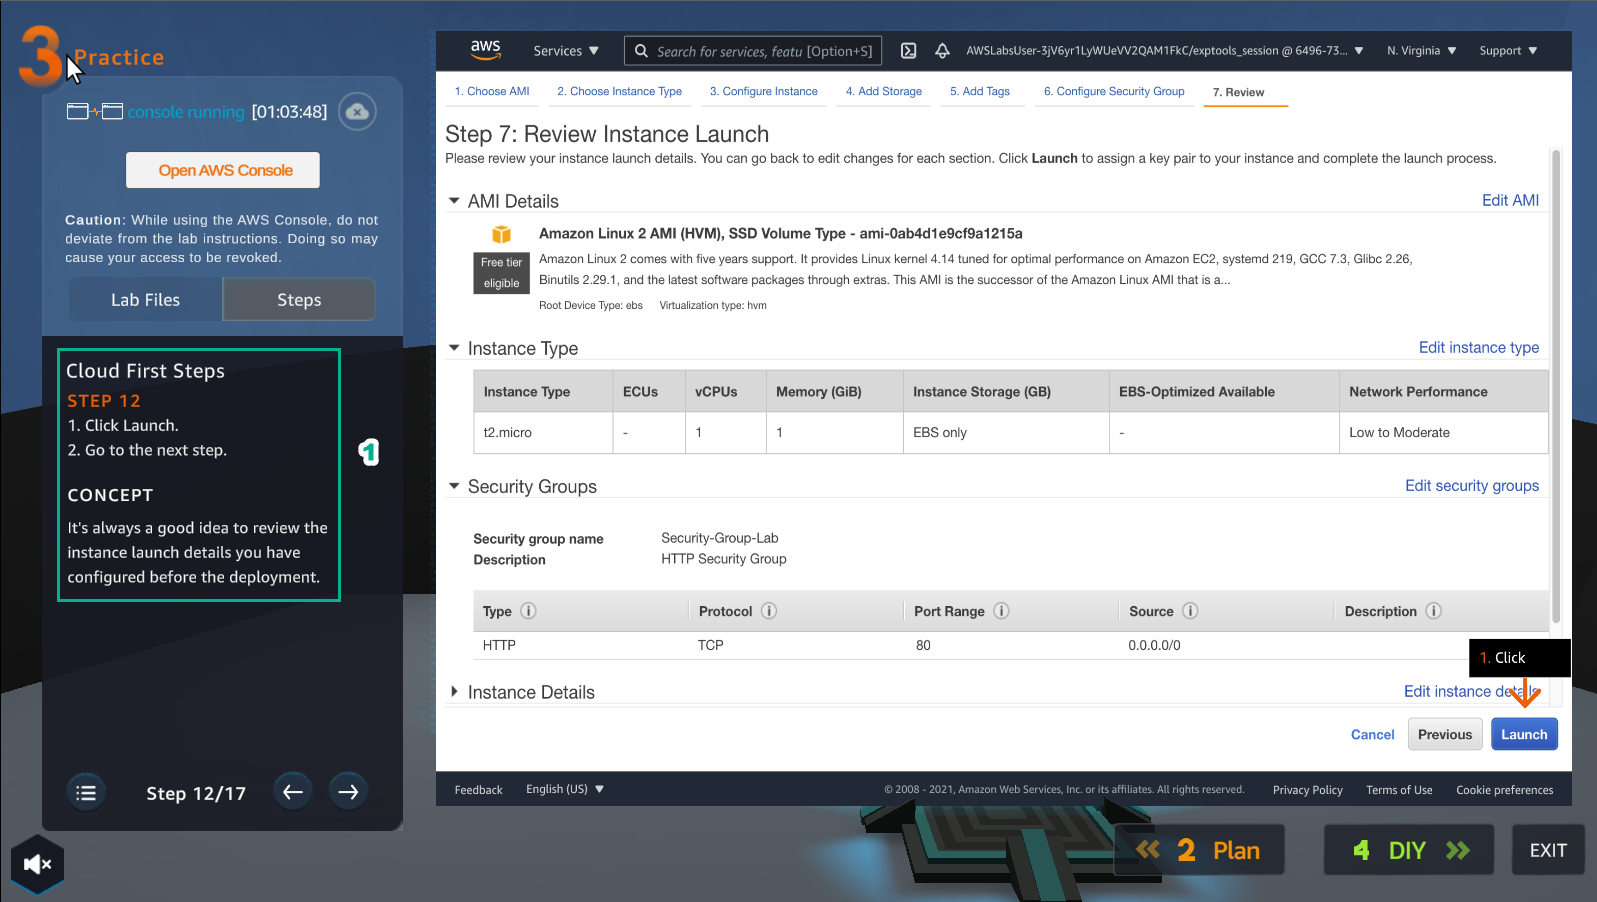 3 Practice
console running [01:03:48]
Open AWS Console
Caution: While using the AWS Console, do not
deviate from the lab instructions. Doing so may
cause your access to be revoked.
Lab Files
Steps
Cloud First Steps
STEP 12
1. Click Launch.
2. Go to the next step.
CONCEPT
It's always a good idea to review the
instance launch details you have
configured before the deployment.
1
Step 12/17
aws
Services
Search for services, featu [Option+S]
AWSLabsUser-3jV6yr1LyWUeVV2QAM1FkC/exptools_session @ 6496-73...
N. Virginia
Support
1. Choose AMI
2. Choose Instance Type
3. Configure Instance
4. Add Storage
5. Add Tags
6. Configure Security Group
7. Review
Step 7: Review Instance Launch
Please review your instance launch details. You can go back to edit changes for each section. Click Launch to assign a key pair to your instance and complete the launch process.
AMI Details
Edit AMI
Amazon Linux 2 AMI (HVM), SSD Volume Type - ami-0ab4d1e9cf9a1215a
Free tier
eligible
Amazon Linux 2 comes with five years support. It provides Linux kernel 4.14 tuned for optimal performance on Amazon EC2, systemd 219, GCC 7.3, Glibc 2.26,
Binutils 2.29.1, and the latest software packages through extras. This AMI is the successor of the Amazon Linux AMI that is a...
Root Device Type: ebs Virtualization type: hvm
Instance Type
Edit instance type
Instance Type ECUs vCPUs Memory (GiB) Instance Storage (GB) EBS-Optimized Available Network Performance
t2.micro - 1 1 EBS only - Low to Moderate
Security Groups
Edit security groups
Security group name Security-Group-Lab
Description HTTP Security Group
Type Protocol Port Range Source Description
HTTP TCP 80 0.0.0.0/0
1. Click
Instance Details
Edit instance details
Cancel
Previous
Launch
Feedback
English (US)
© 2008 - 2021, Amazon Web Services, Inc. or its affiliates. All rights reserved.
Privacy Policy
Terms of Use
Cookie preferences
2 Plan
4 DIY
EXIT